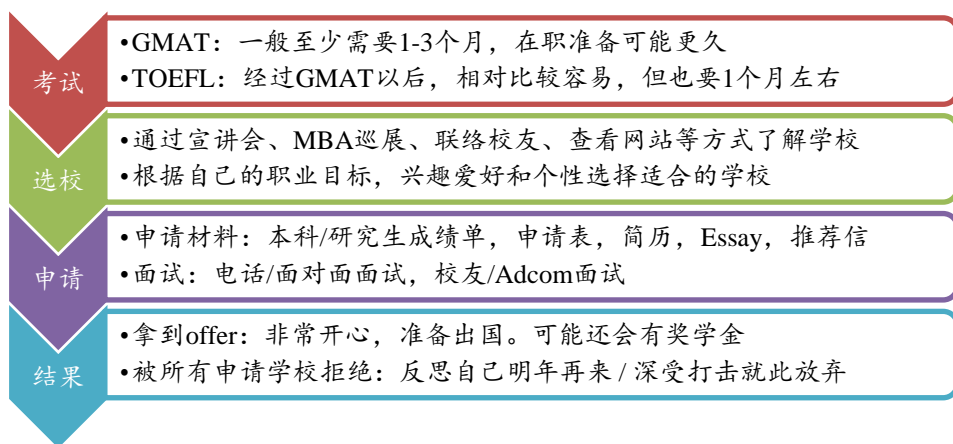 考试
•GMAT：一般至少需要1-3个月，在职准备可能更久
•TOEFL：经过GMAT以后，相对比较容易，但也要1个月左右
选校
•通过宣讲会、MBA巡展、联络校友、查看网站等方式了解学校
•根据自己的职业目标，兴趣爱好和个性选择适合的学校
申请
•申请材料：本科/研究生成绩单，申请表，简历，Essay，推荐信
•面试：电话/面对面面试，校友/Adcom面试
结果
•拿到offer：非常开心，准备出国。可能还会有奖学金
•被所有申请学校拒绝：反思自己明年再来 / 深受打击就此放弃